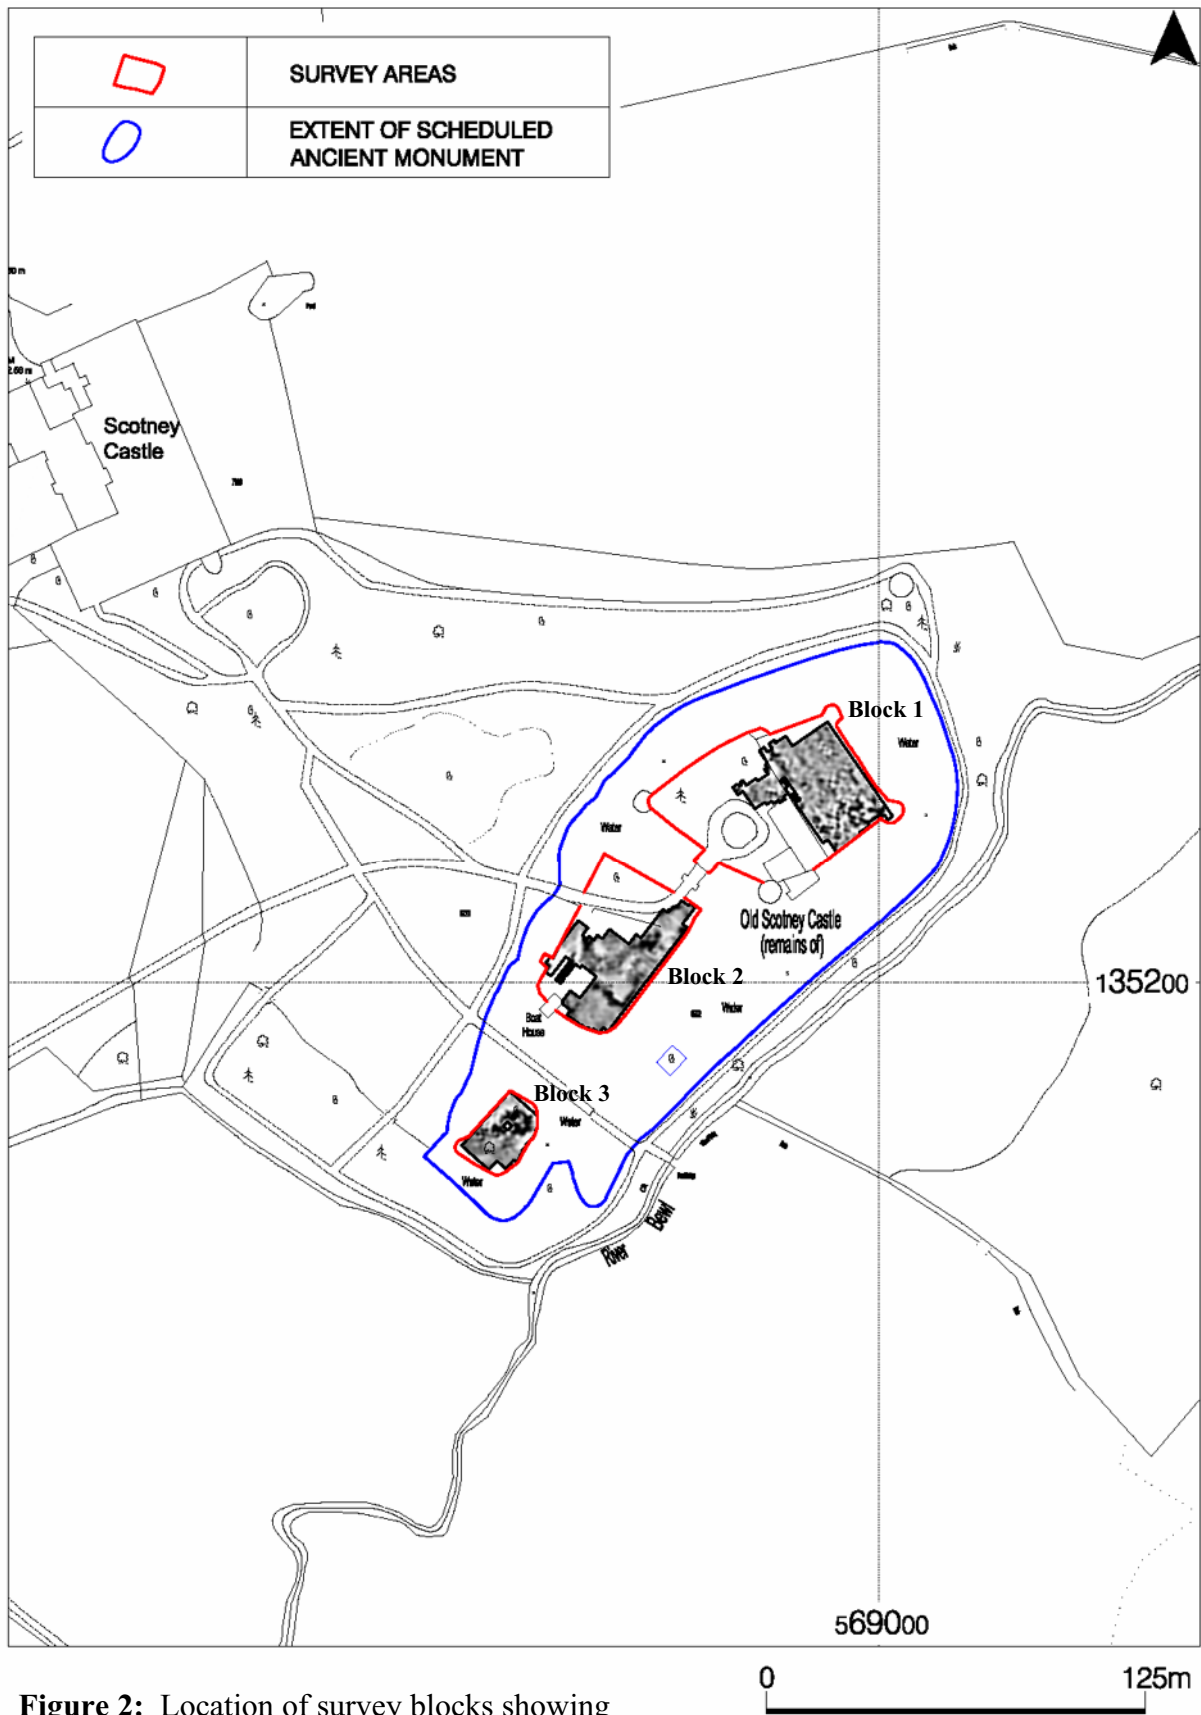 SURVEY AREAS
EXTENT OF SCHEDULED
ANCIENT MONUMENT
Scotney
Castle
Block 1
Water
Water
Old Scotney Castle
(remains of)
Block 2
135200
Water
Boat
House
Block 3
Water
Water
River Bewl
569000
0 125m
Figure 2: Location of survey blocks showing